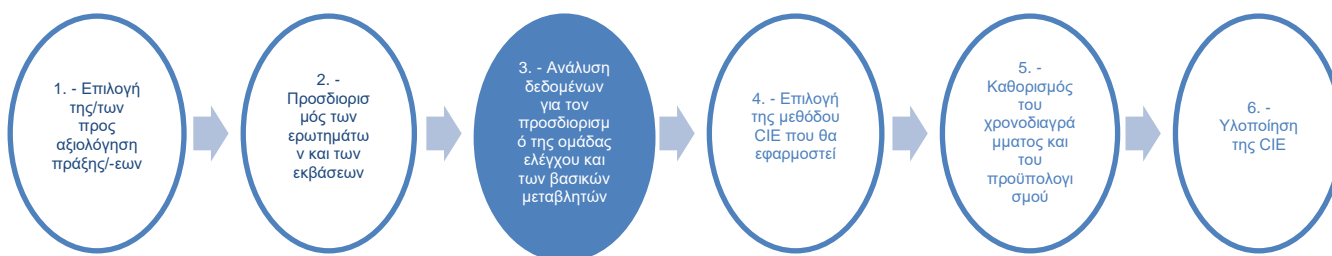 1. - Επιλογή
της/των
προς
αξιολόγηση
πράξης/-εων
2. -
Προσδιορισ
μός των
ερωτημάτω
ν και των
εκβάσεων
3. - Ανάλυση
δεδομένων
για τον
προσδιορισμ
ό της ομάδας
ελέγχου και
των βασικών
μεταβλητών
4. - Επιλογή
της μεθόδου
CIE που θα
εφαρμοστεί
5. -
Καθορισμός
του
χρονοδιαγρά
μματος και
του
προϋπολογι
σμού
6. -
Υλοποίηση
της CIE